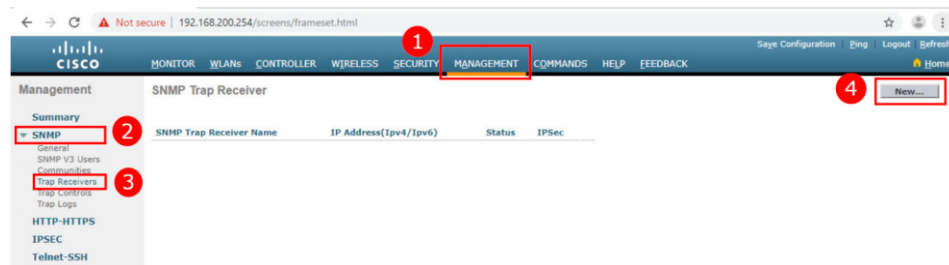 Not secure | 192.168.200.254/screens/frameset.html
1
Save Configuration Ping Logout Refresh
CISCO MONITOR WLANs CONTROLLER WIRELESS SECURITY MANAGEMENT COMMANDS HELP FEEDBACK Home
Management SNMP Trap Receiver 4 New...
Summary
SNMP 2 SNMP Trap Receiver Name IP Address(Ipv4/Ipv6) Status IPSec
General
SNMP V3 Users
Communities
Trap Receivers 3
Trap Controls
Trap Logs
HTTP-HTTPS
IPSEC
Telnet-SSH